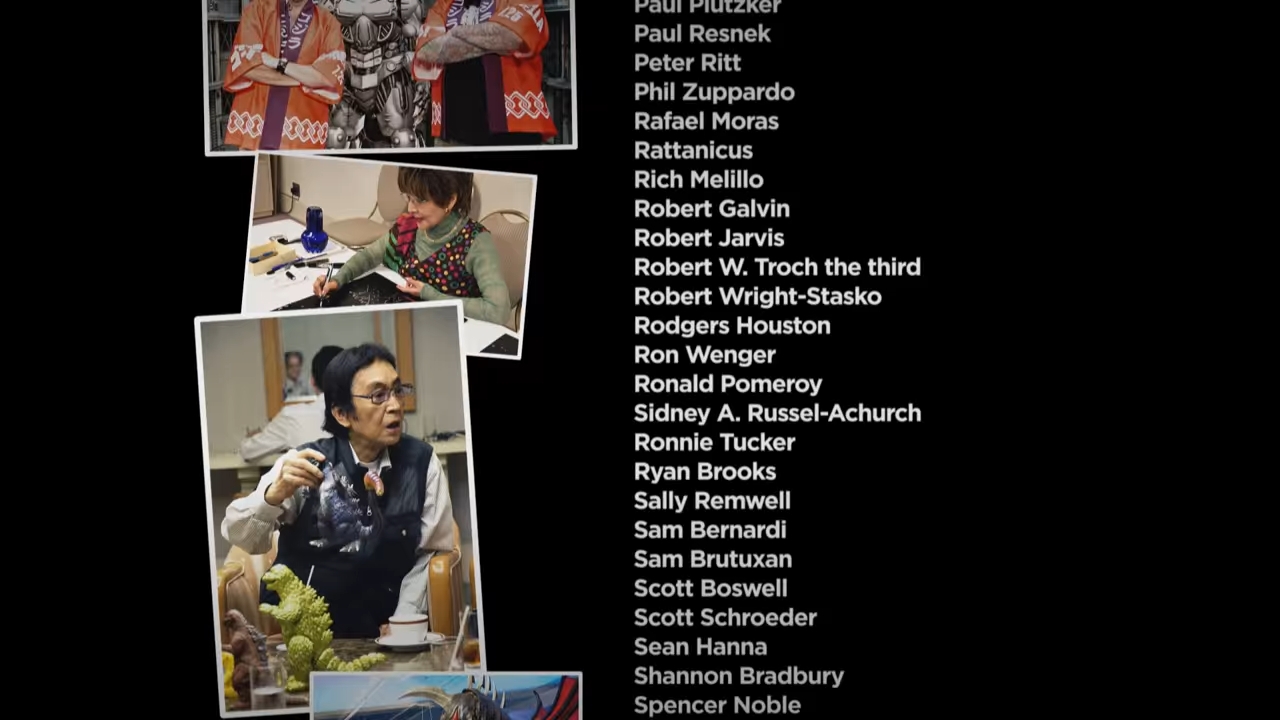 Paul Plutzker
Paul Resnek
Peter Ritt
Phil Zuppardo
Rafael Moras
Rattanicus
Rich Melillo
Robert Galvin
Robert Jarvis
Robert W. Troch the third
Robert Wright-Stasko
Rodgers Houston
Ron Wenger
Ronald Pomeroy
Sidney A. Russel-Achurch
Ronnie Tucker
Ryan Brooks
Sally Remwell
Sam Bernardi
Sam Brutuxan
Scott Boswell
Scott Schroeder
Sean Hanna
Shannon Bradbury
Spencer Noble